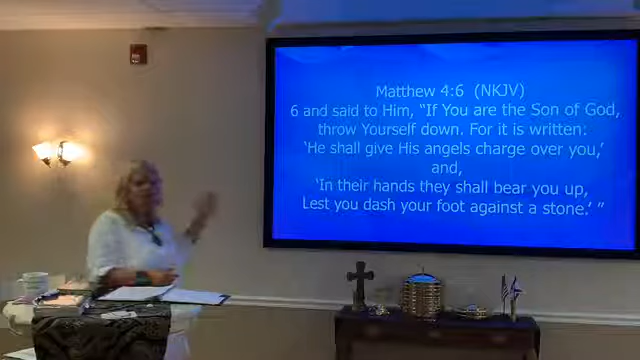 Matthew 4:6 (NKJV)
6 and said to Him, “If You are the Son of God,
throw Yourself down. For it is written:
‘He shall give His angels charge over you,’
and,
‘In their hands they shall bear you up,
Lest you dash your foot against a stone.’ ”